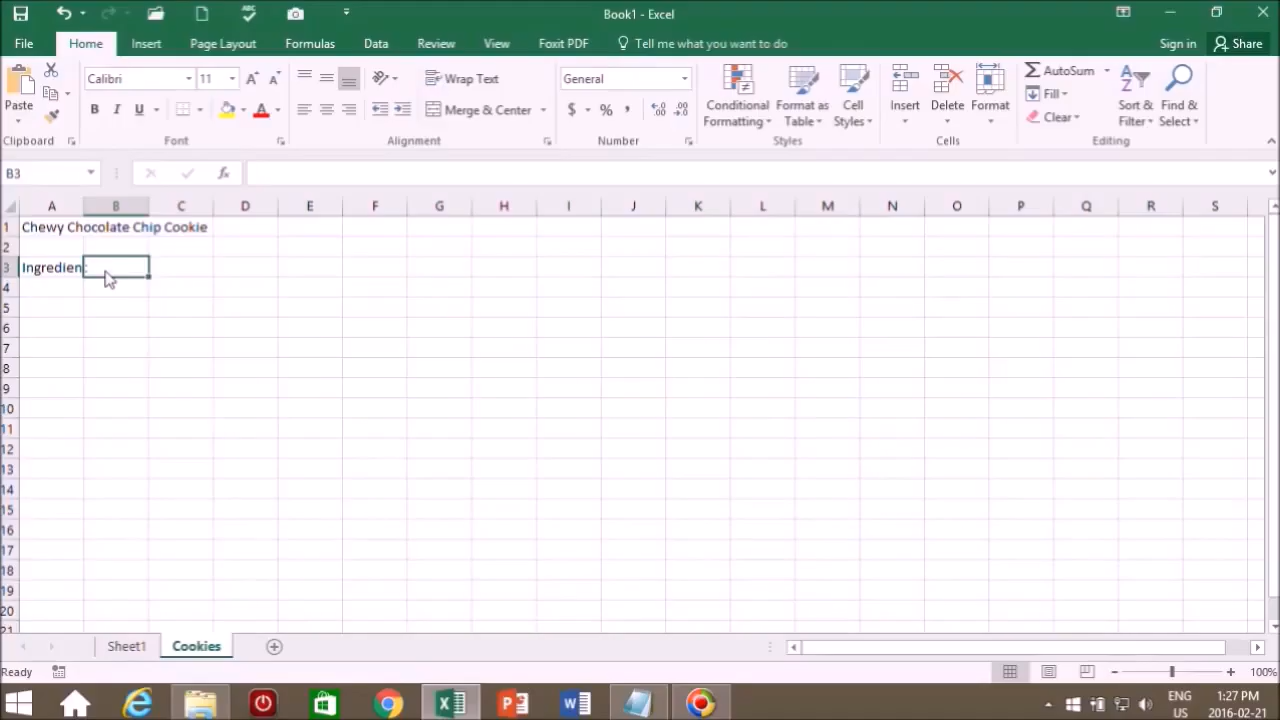 Book1 - Excel
File Home Insert Page Layout Formulas Data Review View Foxit PDF Tell me what you want to do Sign in Share
Calibri 11 Wrap Text General AutoSum
Paste Conditional Formatting Format as Table Cell Styles Insert Delete Format Fill Sort & Filter Find & Select
B I U Merge & Center $ % , Clear
Clipboard Font Alignment Number Styles Cells Editing
B3 fx
A B C D E F G H I J K L M N O P Q R S
1 Chewy Chocolate Chip Cookie
2
3 Ingredien
4
5
6
7
8
9
10
11
12
13
14
15
16
17
18
19
20
21
Sheet1 Cookies
Ready 100%
ENG 1:27 PM
US 2016-02-21